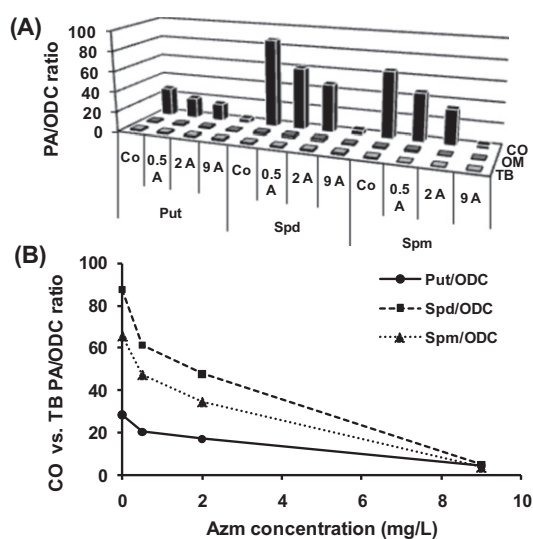 (A)
PA/ODC ratio
100
80
60
40
20
0
CO
OM
TB
Co 0.5 A 2 A 9 A Co 0.5 A 2 A 9 A Co 0.5 A 2 A 9 A
Put Spd Spm
(B)
CO vs. TB PA/ODC ratio
100
80
60
40
20
0
Put/ODC
Spd/ODC
Spm/ODC
0 2 4 6 8 10
Azm concentration (mg/L)